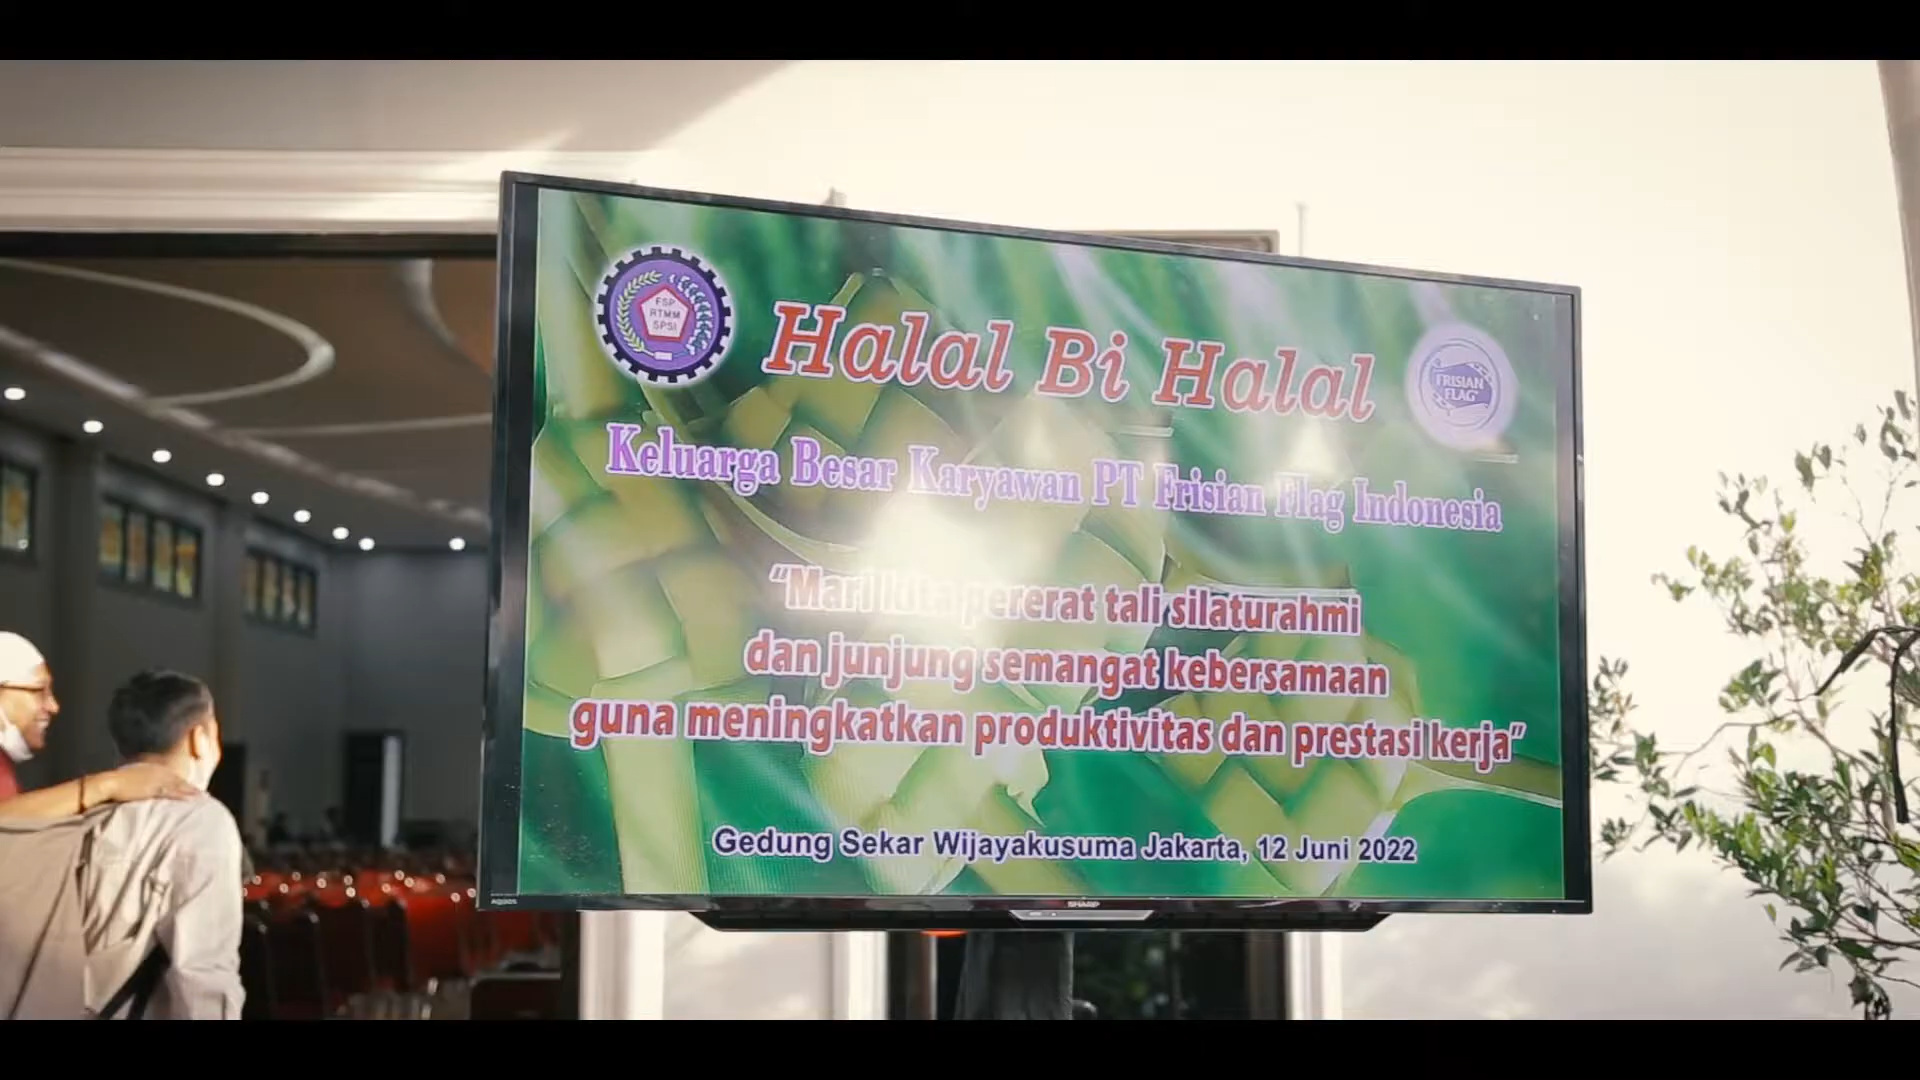 FSP
RTMM
SPSI
Halal Bi Halal
FRISIAN
FLAG
Keluarga Besar Karyawan PT Frisian Flag Indonesia
“Mari kita pererat tali silaturahmi
dan junjung semangat kebersamaan
guna meningkatkan produktivitas dan prestasi kerja”
Gedung Sekar Wijayakusuma Jakarta, 12 Juni 2022
AQUOS
SHARP